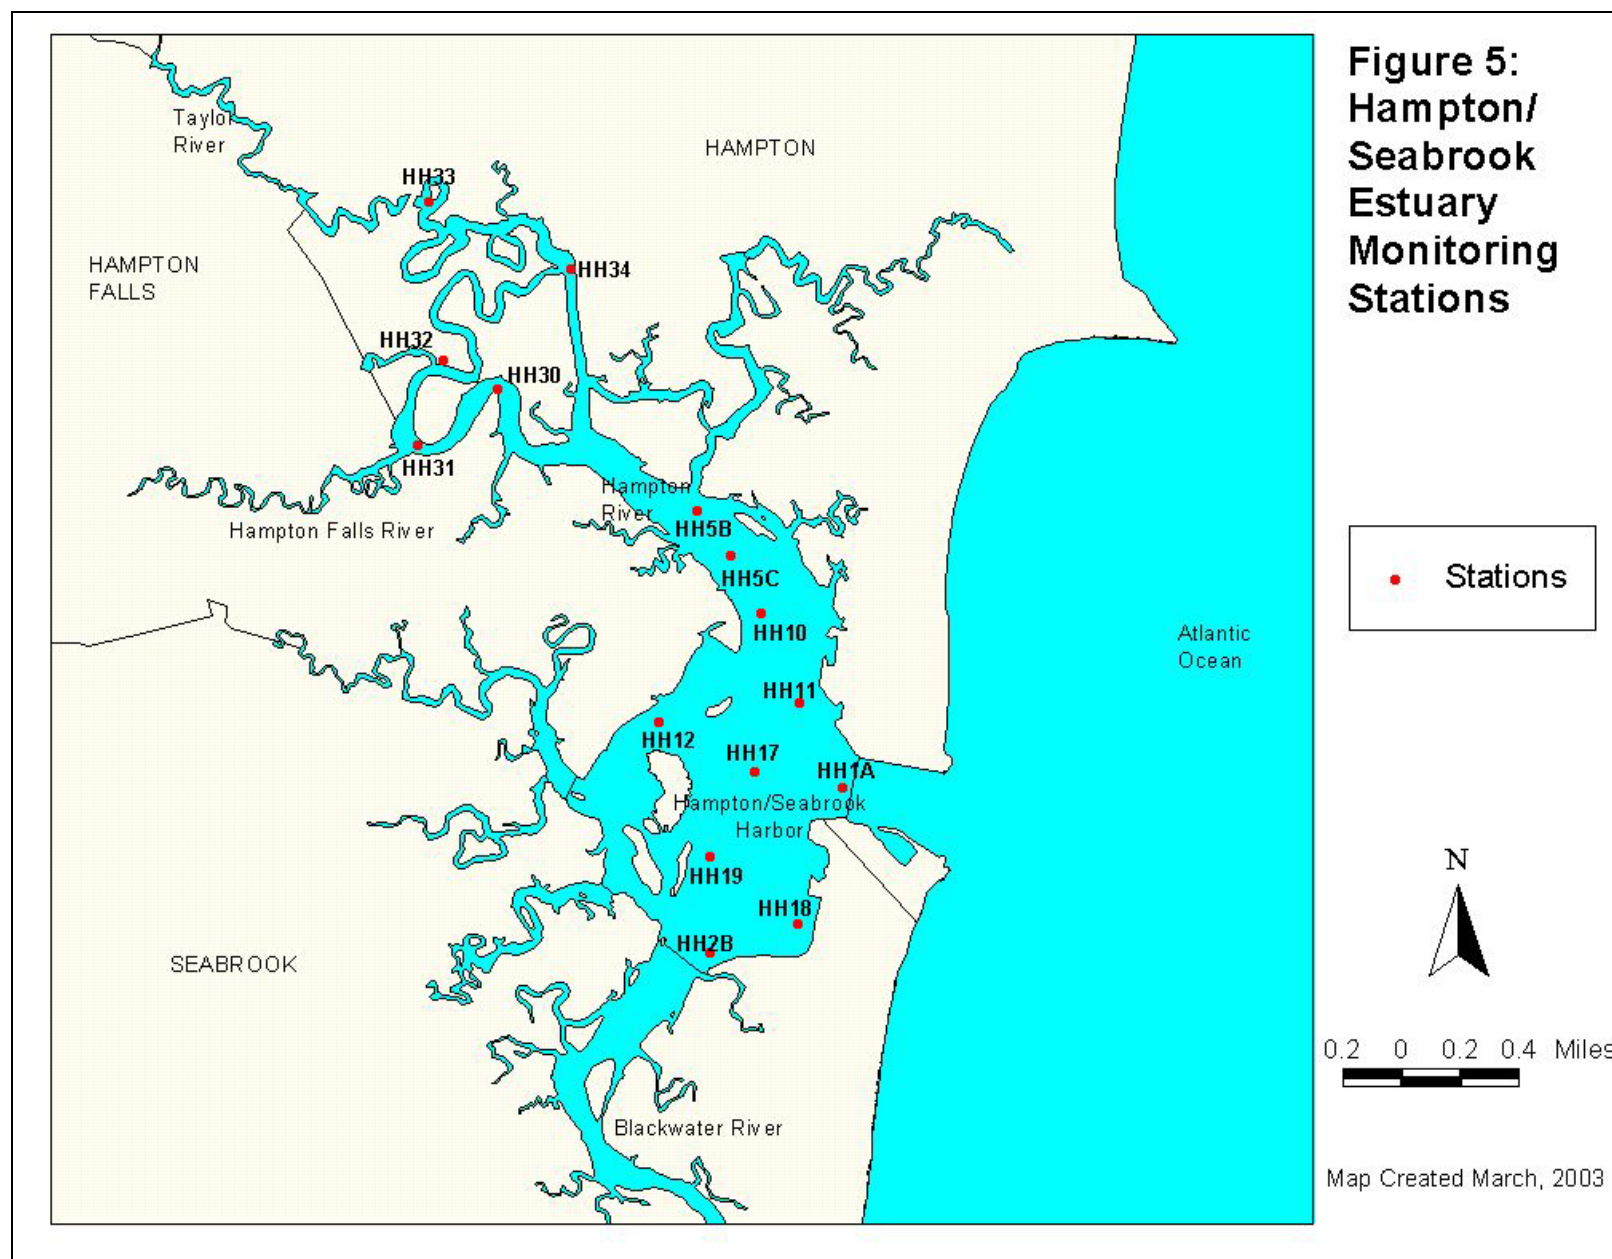 Figure 5:
Hampton/
Seabrook
Estuary
Monitoring
Stations
Taylor
River
HAMPTON
HH33
HAMPTON
FALLS
HH34
HH32
HH30
HH31
Hampton
River
Hampton Falls River
HH5B
HH5C
Stations
HH10
Atlantic
Ocean
HH11
HH12
HH17
HH1A
Hampton/Seabrook
Harbor
HH19
HH18
HH2B
SEABROOK
N
0.2 0 0.2 0.4 Miles
Blackwater River
Map Created March, 2003